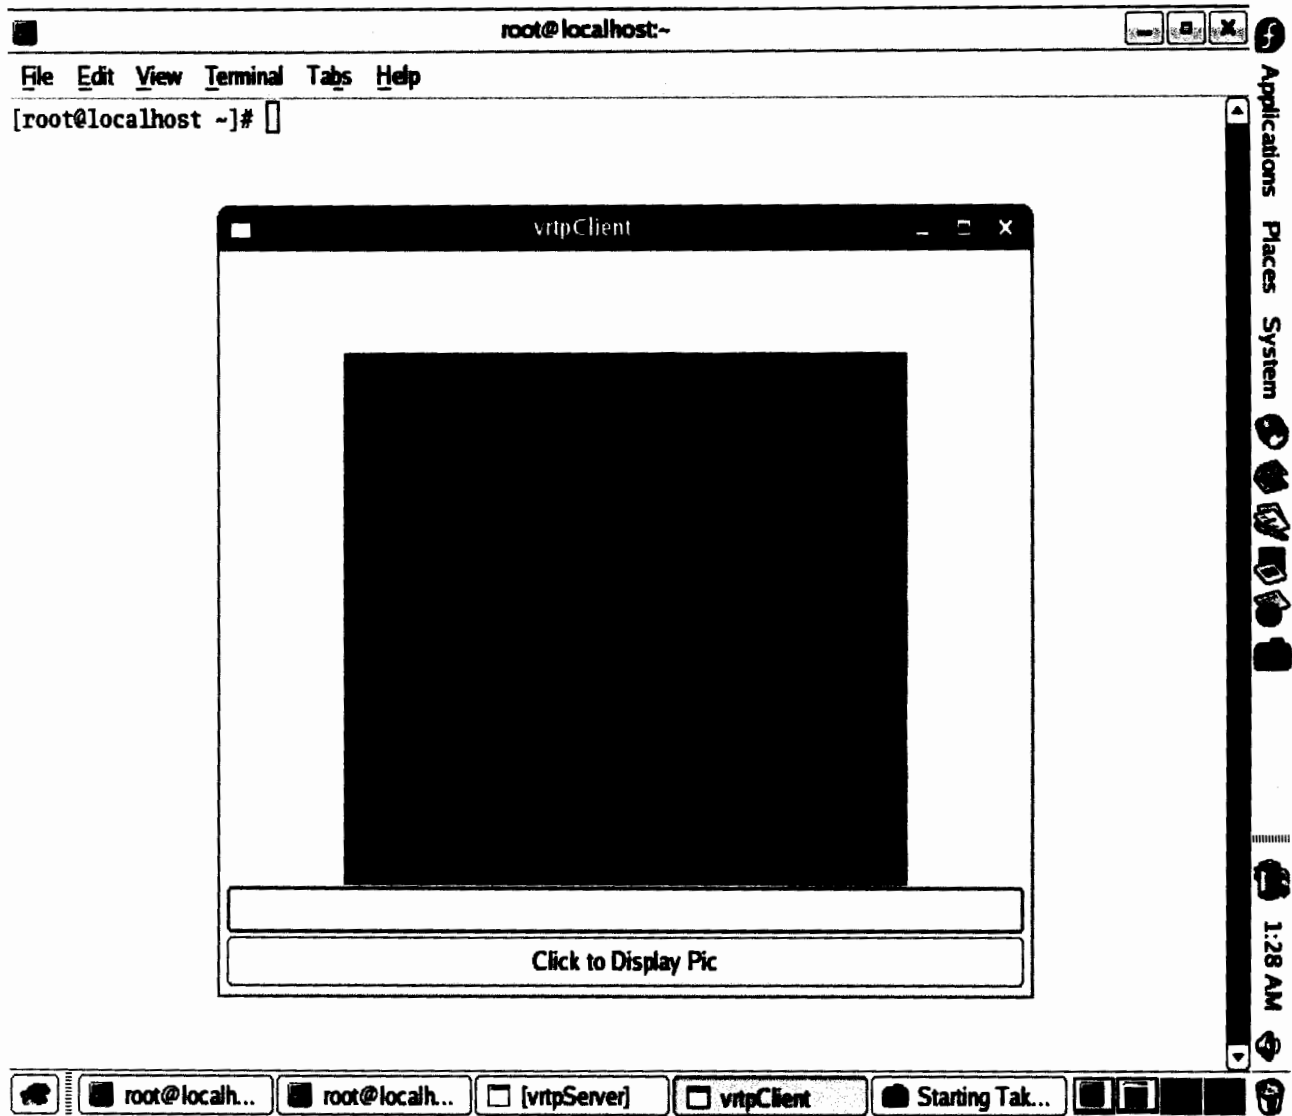 root@localhost:~
File Edit View Terminal Tabs Help
[root@localhost ~]#
vrtpClient
Click to Display Pic
Applications Places System
1:28 AM
root@localh... root@localh... [vrtpServer] vrtpClient Starting Tak...